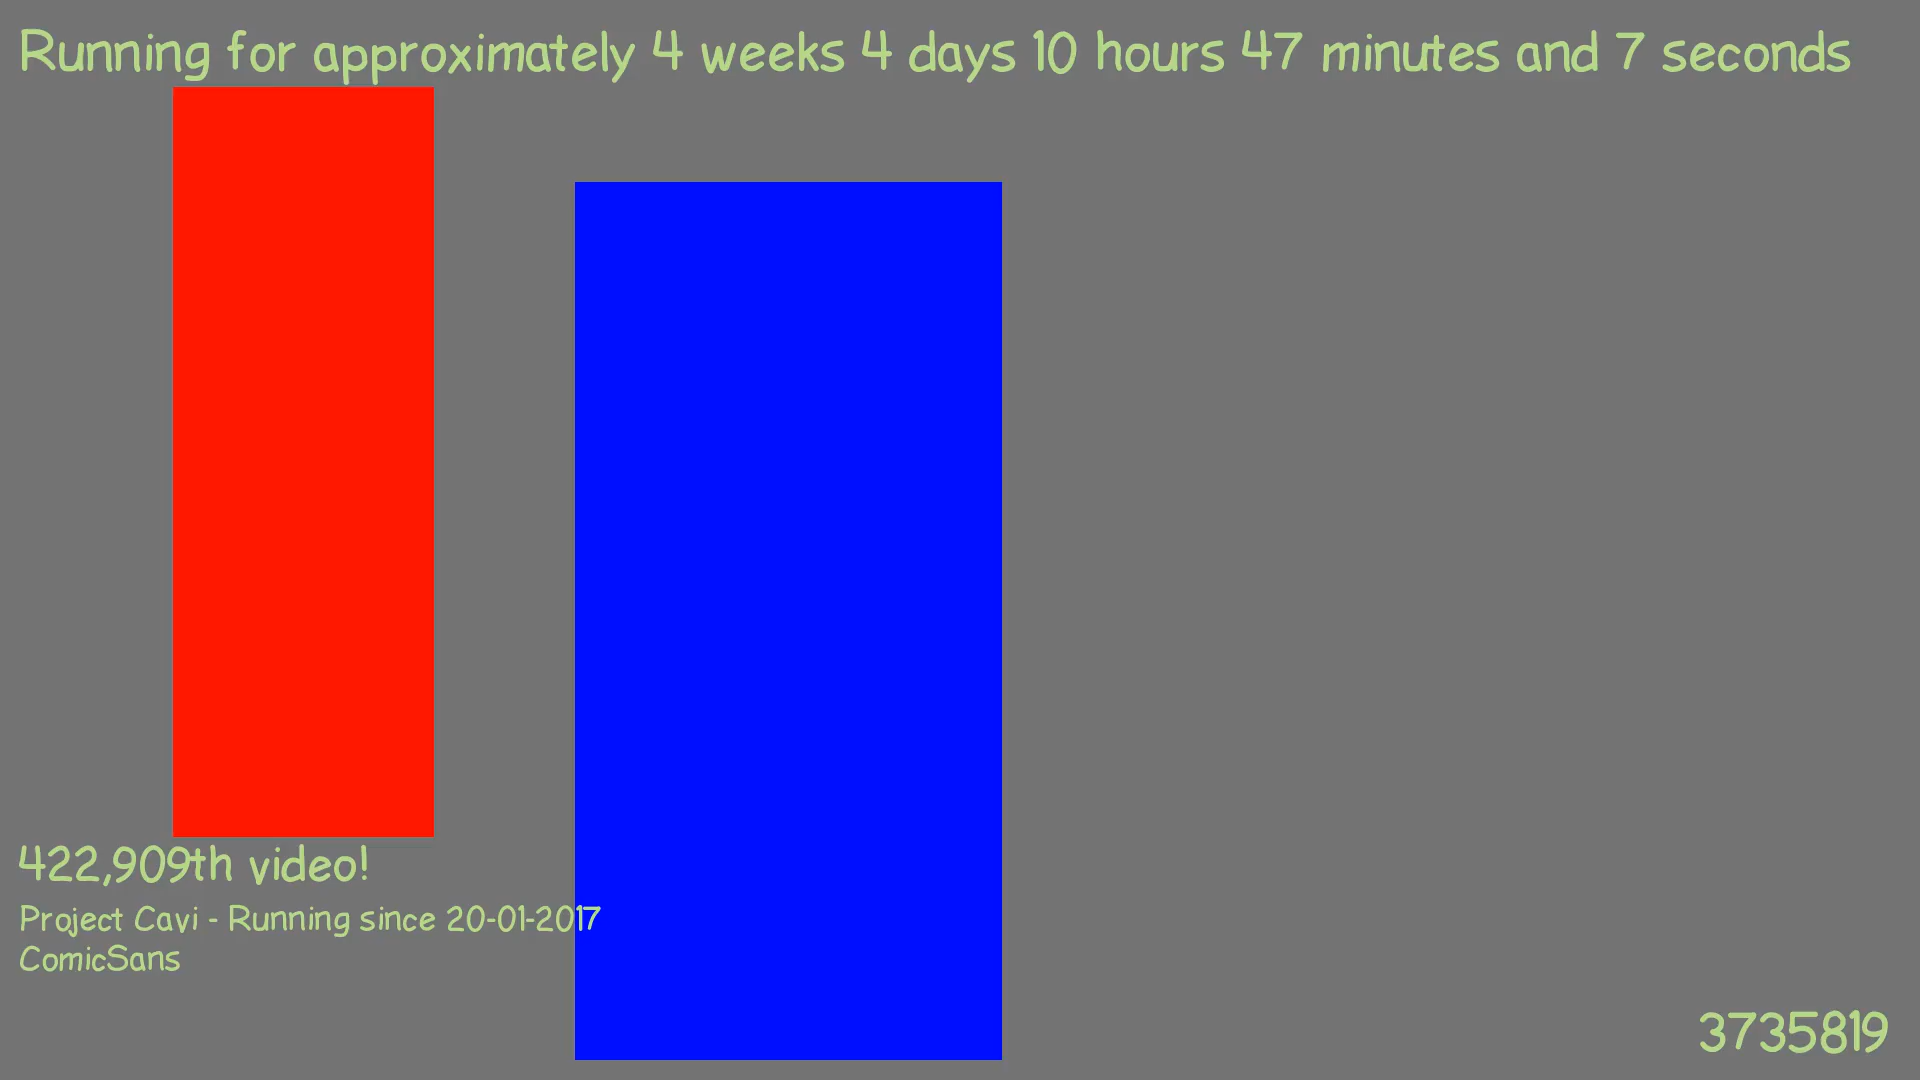 Running for approximately 4 weeks 4 days 10 hours 47 minutes and 7 seconds
422,909th video!
Project Cavi - Running since 20-01-2017
ComicSans
3735819